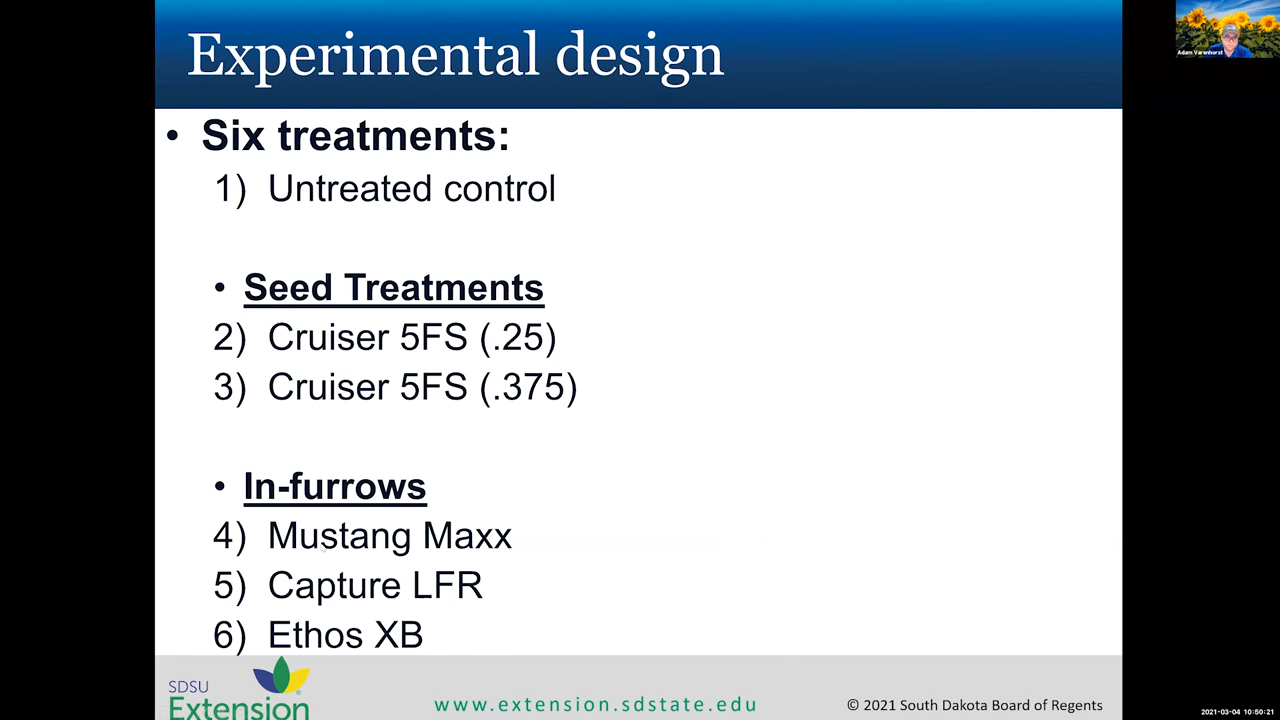 Experimental design
Adam Varenhorst
• Six treatments:
1) Untreated control
• Seed Treatments
2) Cruiser 5FS (.25)
3) Cruiser 5FS (.375)
• In-furrows
4) Mustang Maxx
5) Capture LFR
6) Ethos XB
SDSU
Extension
www.extension.sdstate.edu
© 2021 South Dakota Board of Regents
2021-03-04 10:50:21